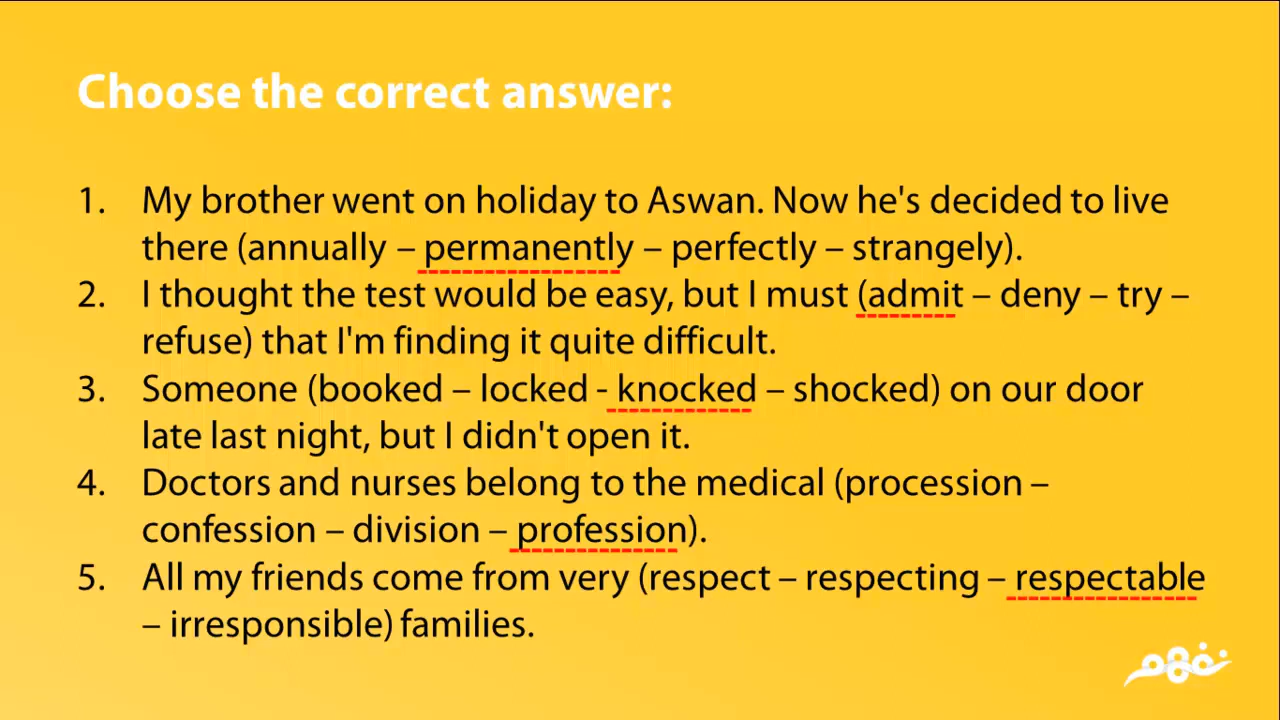 Choose the correct answer:
1. My brother went on holiday to Aswan. Now he's decided to live
there (annually – permanently – perfectly – strangely).
2. I thought the test would be easy, but I must (admit – deny – try –
refuse) that I'm finding it quite difficult.
3. Someone (booked – locked - knocked – shocked) on our door
late last night, but I didn't open it.
4. Doctors and nurses belong to the medical (procession –
confession – division – profession).
5. All my friends come from very (respect – respecting – respectable
– irresponsible) families.
نفهم